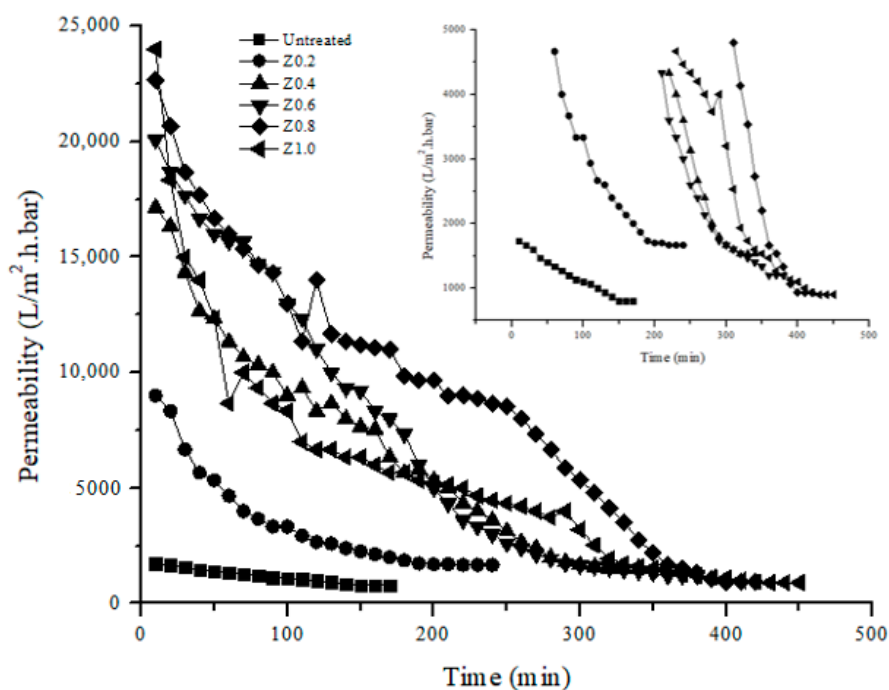 25,000
20,000
15,000
10,000
5000
0
Permeability (L/m².h.bar)
0
100
200
300
400
500
Time (min)
Untreated
Z0.2
Z0.4
Z0.6
Z0.8
Z1.0
5000
4000
3000
2000
1000
Permeability (L/m².h.bar)
0
100
200
300
400
500
Time (min)